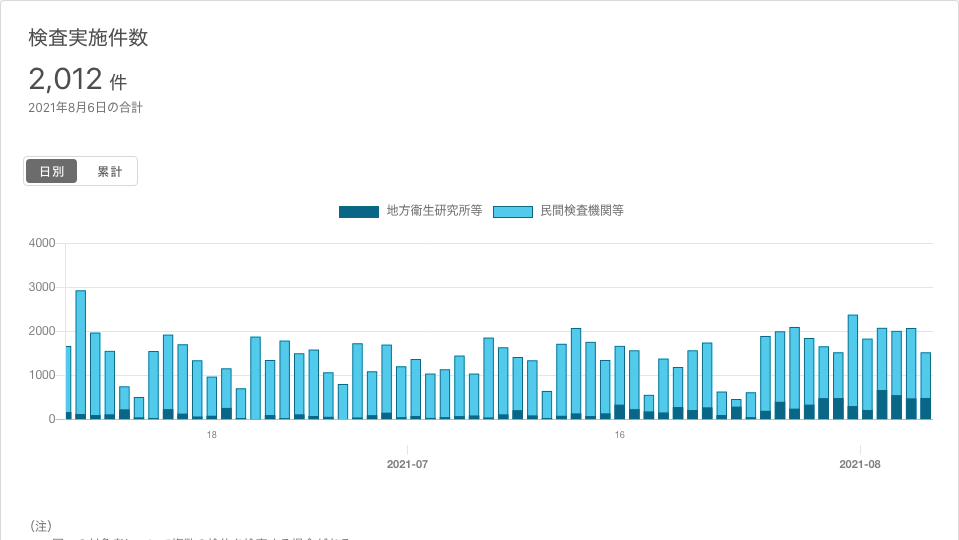 検査実施件数
2,012 件
2021年8月6日の合計
日別 累計
地方衛生研究所等 民間検査機関等
4000
3000
2000
1000
0
18 16
2021-07 2021-08
（注）